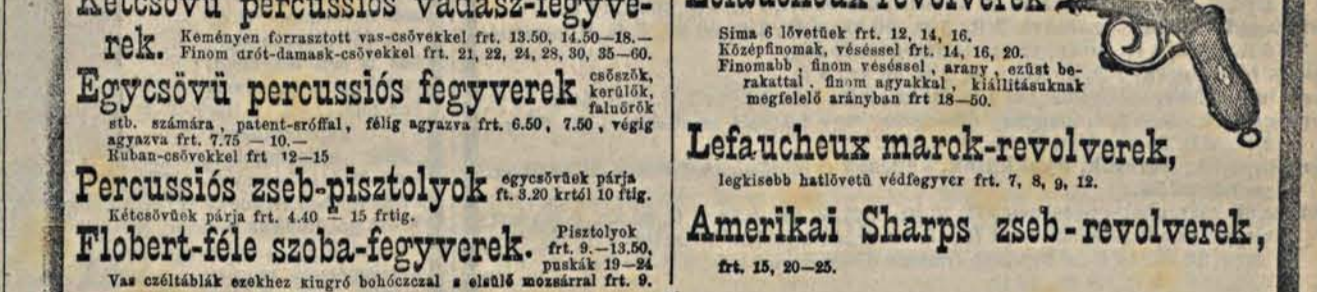 Kétcsövü percussiós vadász-fegyve-
rek. Keményen forrasztott vas-csövekkel frt. 13.50, 14.50—18.—
Finom drót-damask-csövekkel frt. 21, 22, 24, 28, 30, 35—60.
Egycsövü percussiós fegyverek csőszök,
kerülők,
faluőrök
stb. számára, patent-sróffal, félig agyazva frt. 6.50, 7.50, végig
agyazva frt. 7.75 — 10.—
Ruban-csövekkel frt 12—15
Percussiós zseb-pisztolyok egycsövüek párja
ft. 3.20 krtól 10 ftig.
Kétcsövüek párja frt. 4.40 — 15 frtig.
Flobert-féle szoba-fegyverek. Pisztolyok
frt. 9.—13.50,
puskák 19—24
Vas czéltáblák ezekhez kiugró bohóczczal s elsülő mozsárral frt. 9.
Lefaucheux-revolverek
Sima 6 lövetüek frt. 12, 14, 16.
Középfinomak, véséssel frt. 14, 16, 20.
Finomabb, finom véséssel, arany, ezüst be-
rakattal, finom agyakkal, kiállitásuknak
megfelelő arányban frt 18—50.
Lefaucheux marok-revolverek,
legkisebb hatlövetü védfegyver frt. 7, 8, 9, 12.
Amerikai Sharps zseb-revolverek,
frt. 15, 20—25.